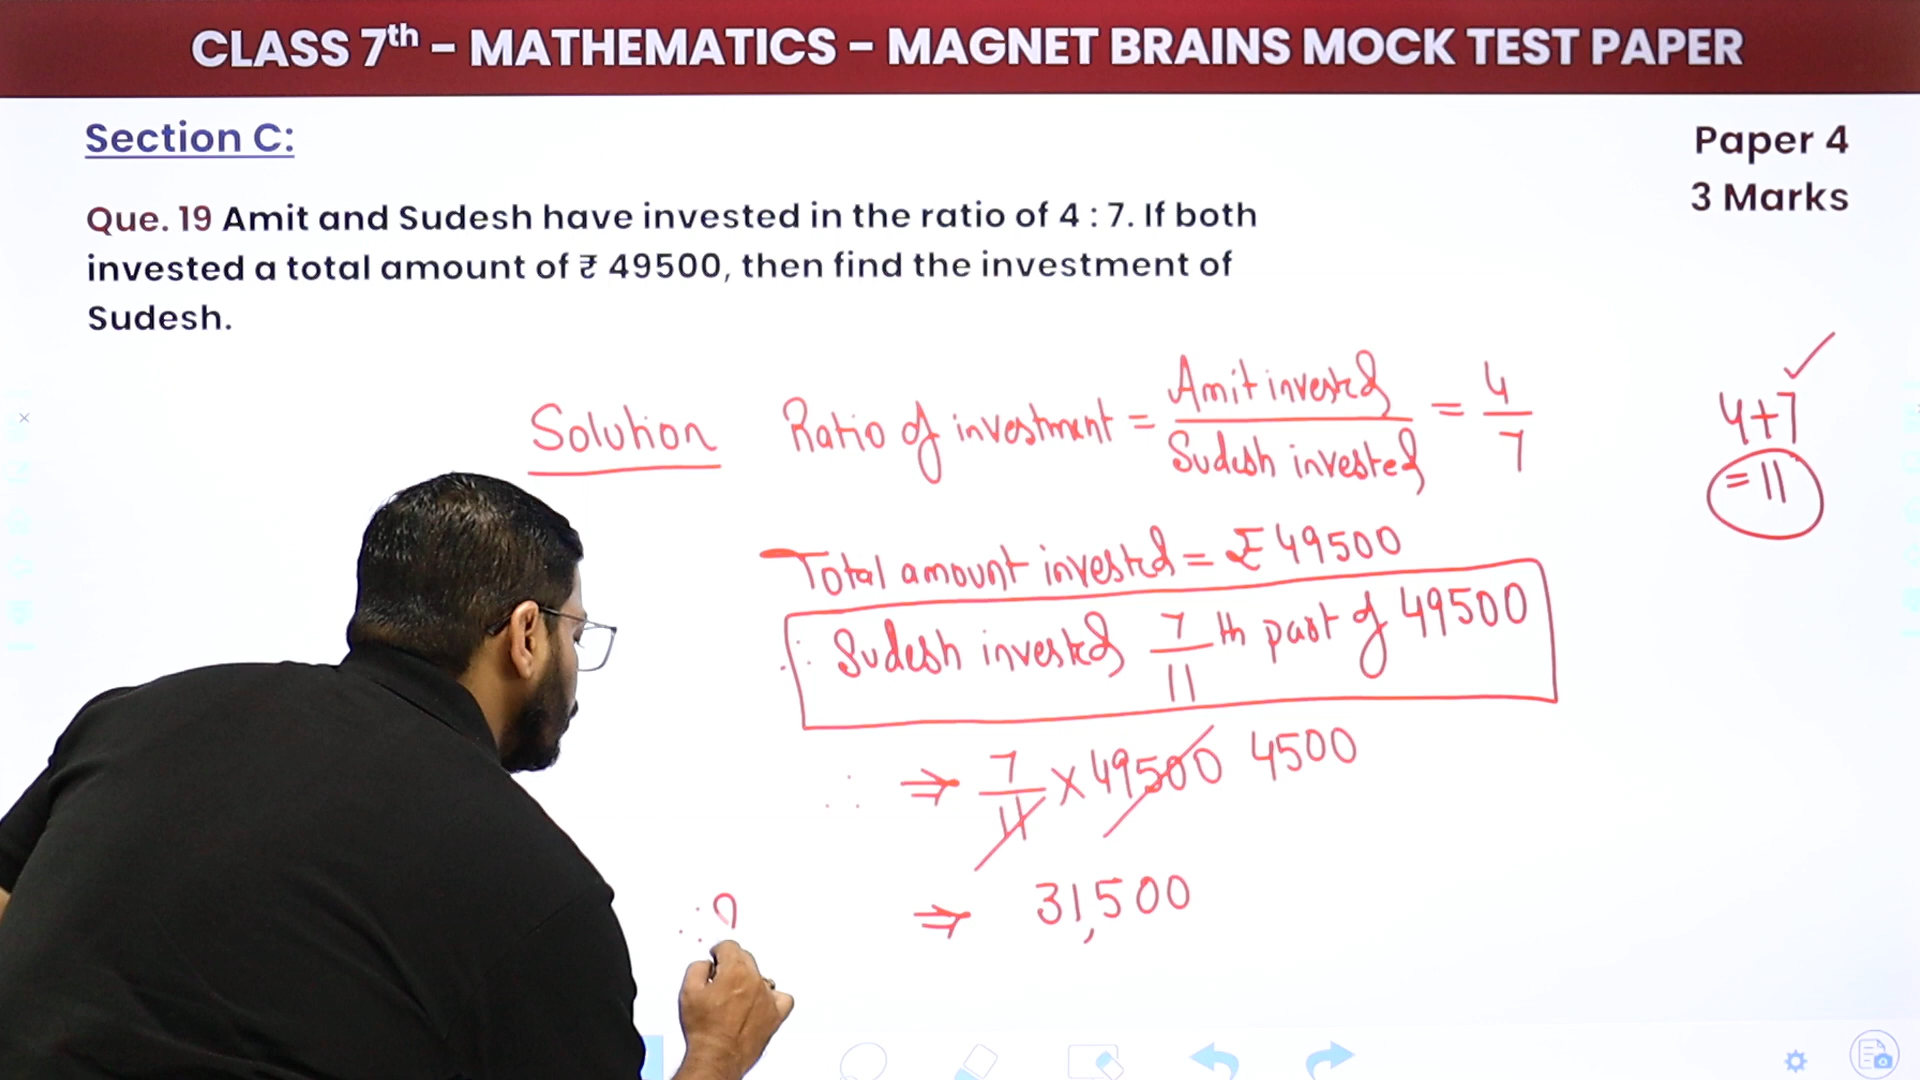 CLASS 7th – MATHEMATICS – MAGNET BRAINS MOCK TEST PAPER
Section C:
Paper 4
3 Marks
Que. 19 Amit and Sudesh have invested in the ratio of 4 : 7. If both
invested a total amount of ₹ 49500, then find the investment of
Sudesh.
Solution Ratio of investment = Amit invested / Sudesh invested = 4/7
4+7
= 11
Total amount invested = ₹ 49500
∴ Sudesh invested 7/11 th part of 49500
∴ ⇒ 7/11 × 49500 4500
⇒ 31,500
∴